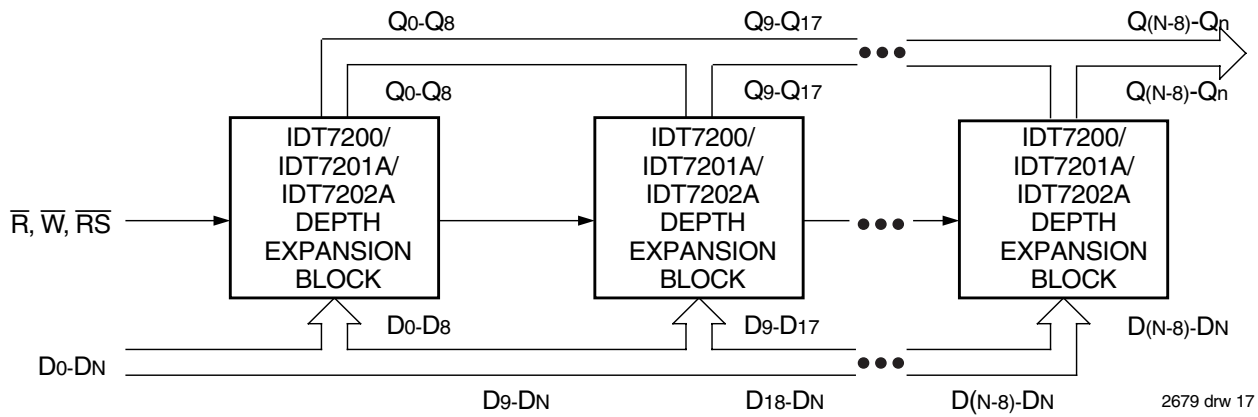 Q0-Q8 Q9-Q17 Q(N-8)-Qn
Q0-Q8 Q9-Q17 Q(N-8)-Qn
IDT7200/
IDT7201A/
IDT7202A
DEPTH
EXPANSION
BLOCK
IDT7200/
IDT7201A/
IDT7202A
DEPTH
EXPANSION
BLOCK
IDT7200/
IDT7201A/
IDT7202A
DEPTH
EXPANSION
BLOCK
R̅, W̅, R̅S̅
D0-D8 D9-D17 D(N-8)-DN
D0-DN
D9-DN D18-DN D(N-8)-DN
2679 drw 17